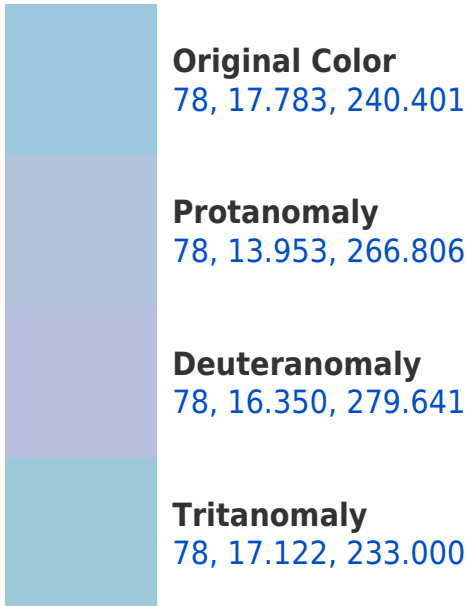 Original Color
78, 17.783, 240.401
Protanomaly
78, 13.953, 266.806
Deuteranomaly
78, 16.350, 279.641
Tritanomaly
78, 17.122, 233.000